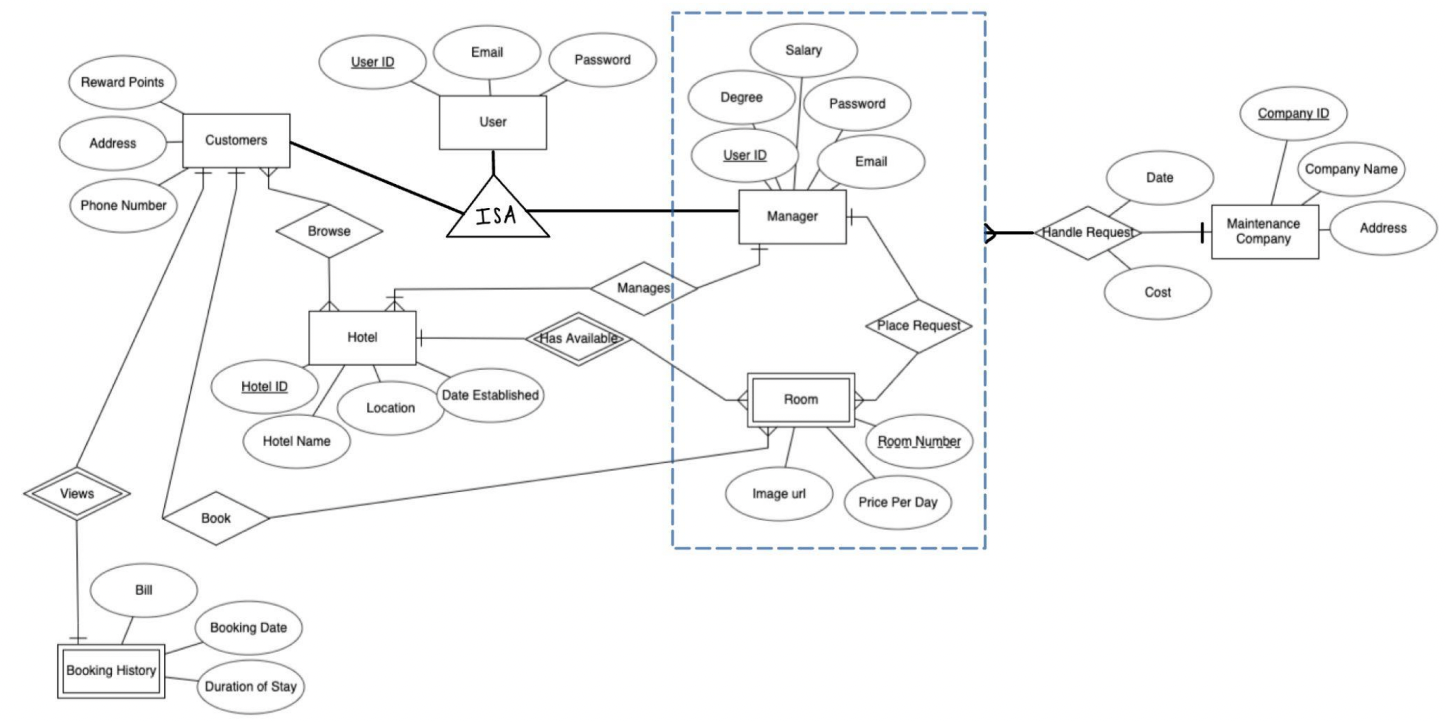 Reward Points
Address
Phone Number
Customers
User ID
Email
Password
User
ISA
Browse
Salary
Degree
Password
User ID
Email
Manager
Manages
Place Request
Company ID
Company Name
Address
Maintenance
Company
Date
Handle Request
Cost
Hotel
Hotel ID
Hotel Name
Location
Date Established
Has Available
Room
Room Number
Image url
Price Per Day
Views
Book
Bill
Booking Date
Duration of Stay
Booking History